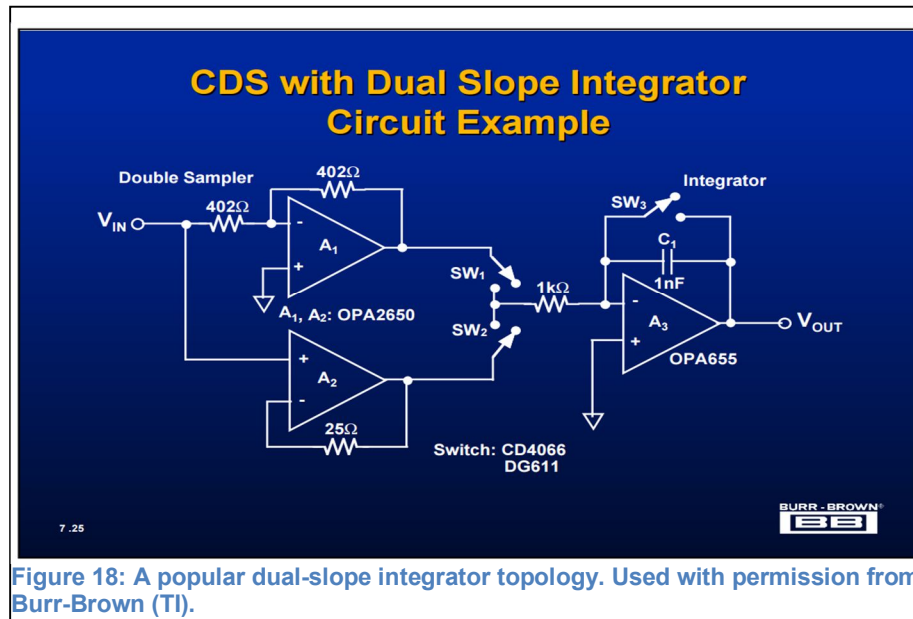 CDS with Dual Slope Integrator
Circuit Example
Double Sampler
402Ω
402Ω
Integrator
SW3
VIN
-
A1
+
C1
1nF
SW1
1kΩ
A1, A2: OPA2650
SW2
-
A3
+
VOUT
OPA655
+
A2
-
25Ω
Switch: CD4066
DG611
7 .25
BURR - BROWN®
BB
Figure 18: A popular dual-slope integrator topology. Used with permission from
Burr-Brown (TI).